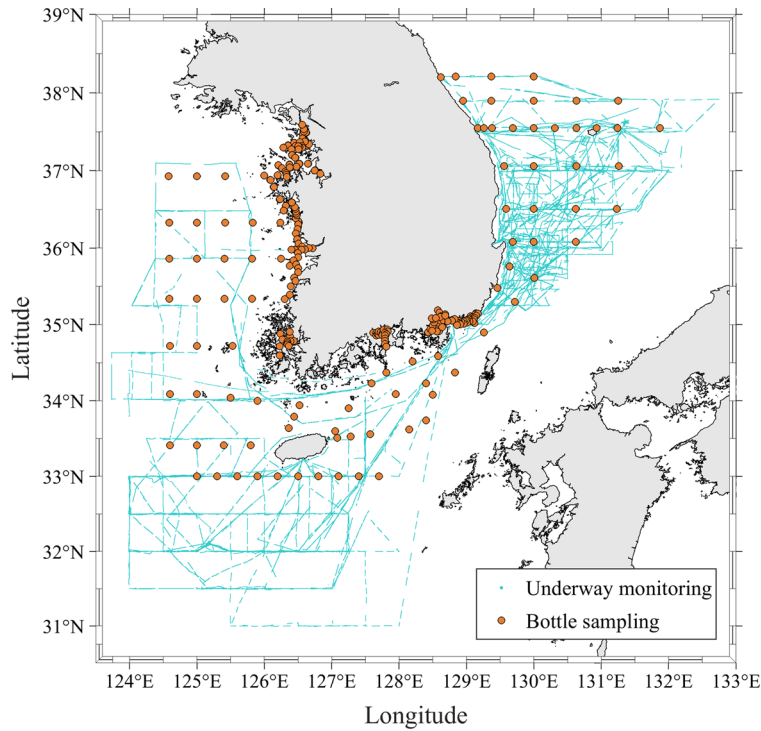 39°N
38°N
37°N
36°N
35°N
34°N
33°N
32°N
31°N
Latitude
124°E 125°E 126°E 127°E 128°E 129°E 130°E 131°E 132°E 133°E
Longitude
Underway monitoring
Bottle sampling